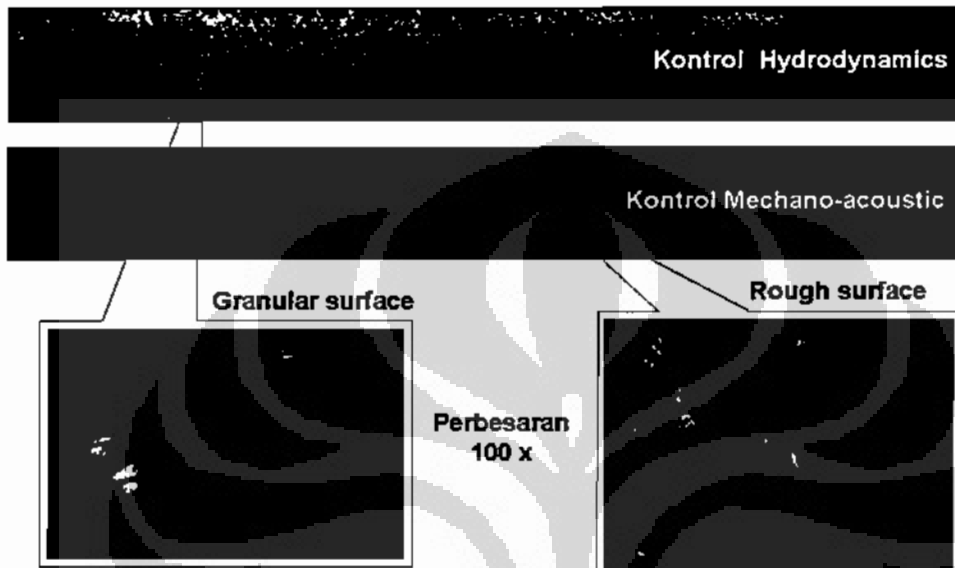 Kontrol Hydrodynamics
Kontrol Mechano-acoustic
Granular surface
Rough surface
Perbesaran
100 x